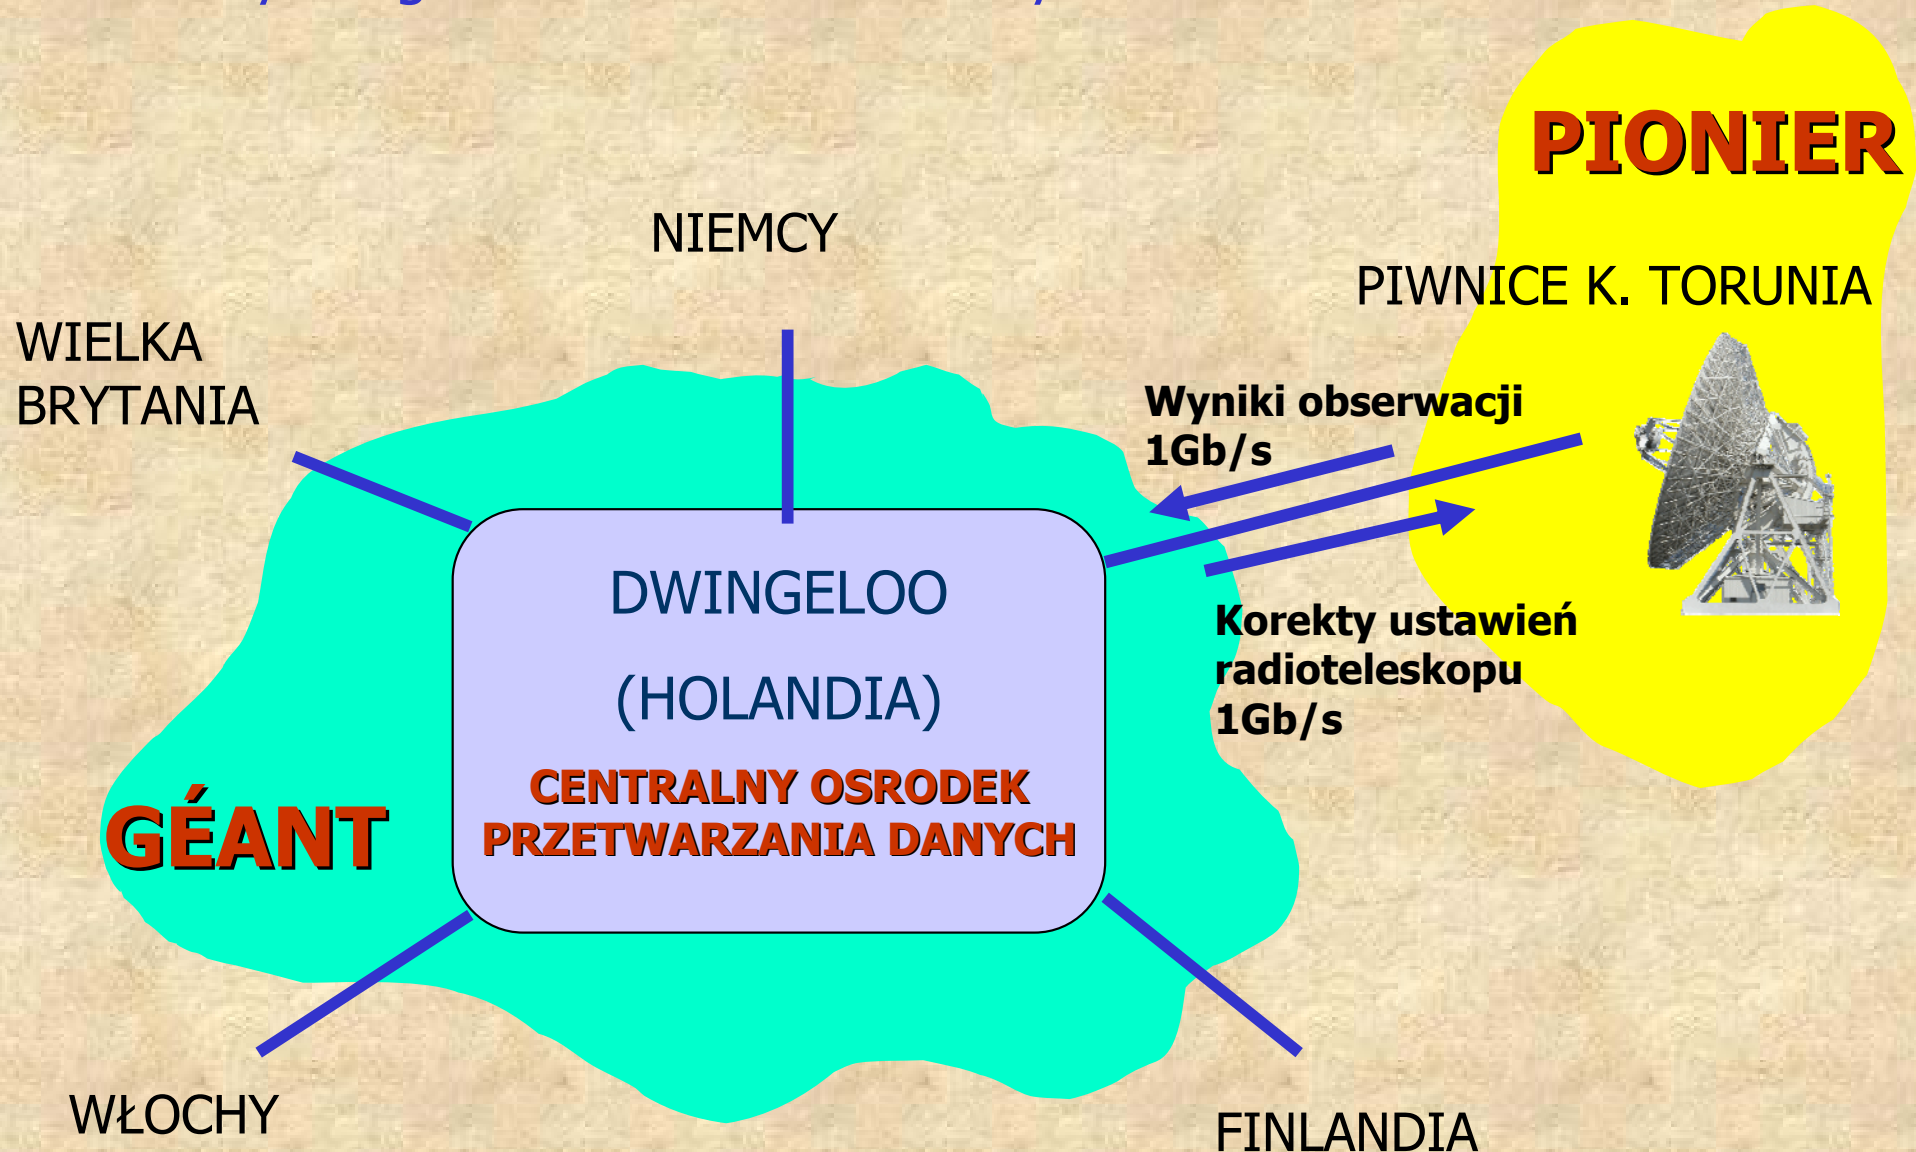 PIONIER
NIEMCY
PIWNICE K. TORUNIA
WIELKA
BRYTANIA
Wyniki obserwacji
1Gb/s
DWINGELOO
(HOLANDIA)
CENTRALNY OSRODEK
PRZETWARZANIA DANYCH
Korekty ustawień
radioteleskopu
1Gb/s
GÉANT
WŁOCHY
FINLANDIA